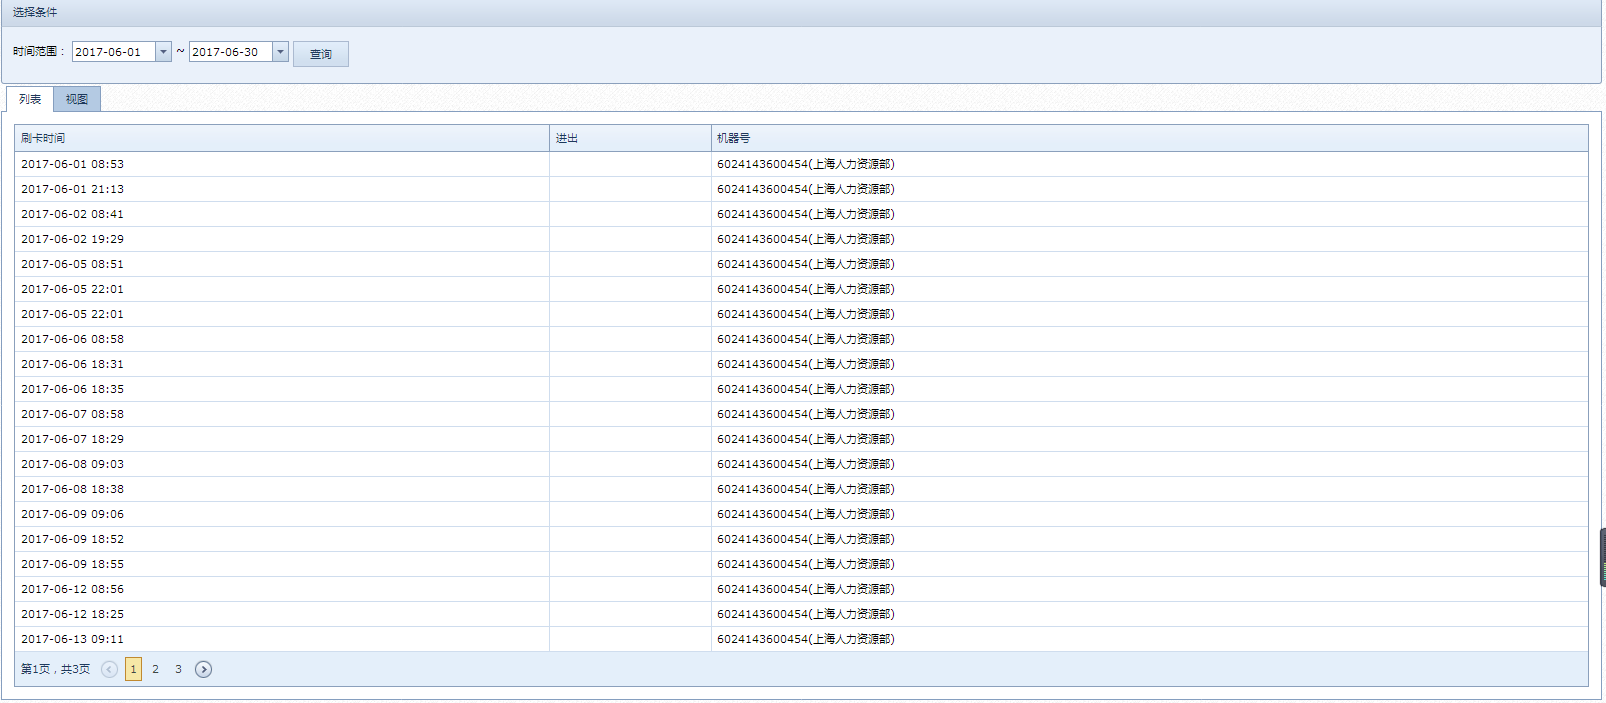 选择条件
时间范围： 2017-06-01 ~ 2017-06-30 查询
列表 视图
刷卡时间 进出 机器号
2017-06-01 08:53 6024143600454(上海人力资源部)
2017-06-01 21:13 6024143600454(上海人力资源部)
2017-06-02 08:41 6024143600454(上海人力资源部)
2017-06-02 19:29 6024143600454(上海人力资源部)
2017-06-05 08:51 6024143600454(上海人力资源部)
2017-06-05 22:01 6024143600454(上海人力资源部)
2017-06-05 22:01 6024143600454(上海人力资源部)
2017-06-06 08:58 6024143600454(上海人力资源部)
2017-06-06 18:31 6024143600454(上海人力资源部)
2017-06-06 18:35 6024143600454(上海人力资源部)
2017-06-07 08:58 6024143600454(上海人力资源部)
2017-06-07 18:29 6024143600454(上海人力资源部)
2017-06-08 09:03 6024143600454(上海人力资源部)
2017-06-08 18:38 6024143600454(上海人力资源部)
2017-06-09 09:06 6024143600454(上海人力资源部)
2017-06-09 18:52 6024143600454(上海人力资源部)
2017-06-09 18:55 6024143600454(上海人力资源部)
2017-06-12 08:56 6024143600454(上海人力资源部)
2017-06-12 18:25 6024143600454(上海人力资源部)
2017-06-13 09:11 6024143600454(上海人力资源部)
第1页，共3页 1 2 3